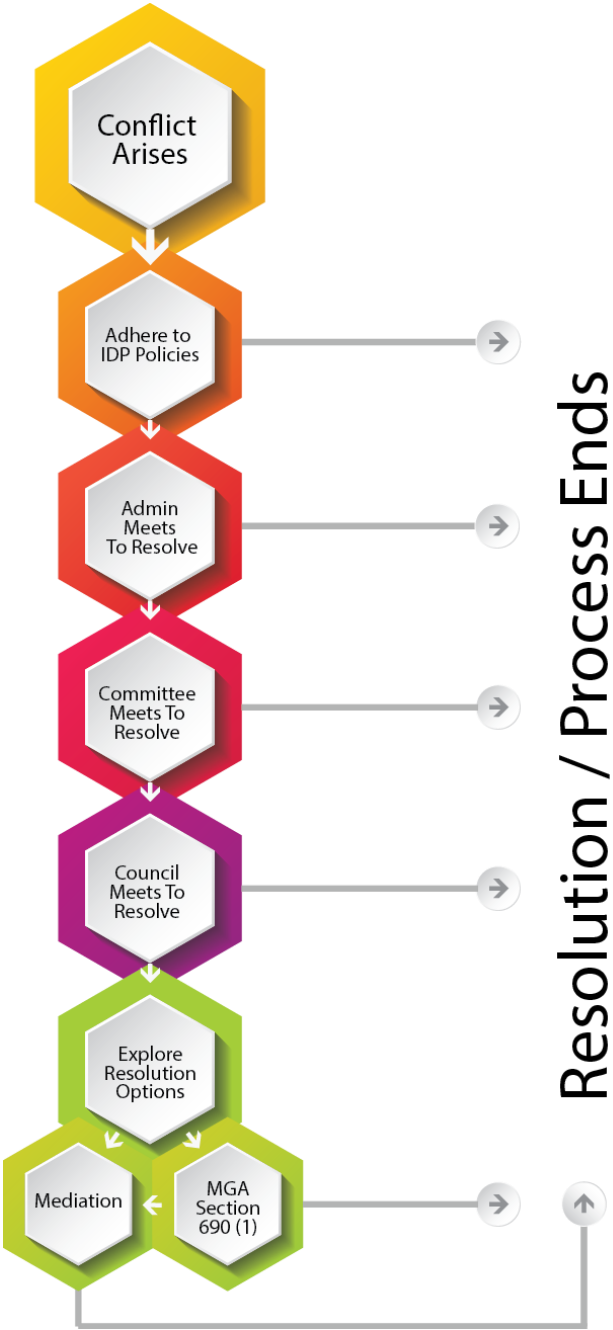 Conflict
Arises
Adhere to
IDP Policies
Admin
Meets
To Resolve
Committee
Meets To
Resolve
Council
Meets To
Resolve
Explore
Resolution
Options
Mediation
MGA
Section
690 (1)
Resolution / Process Ends